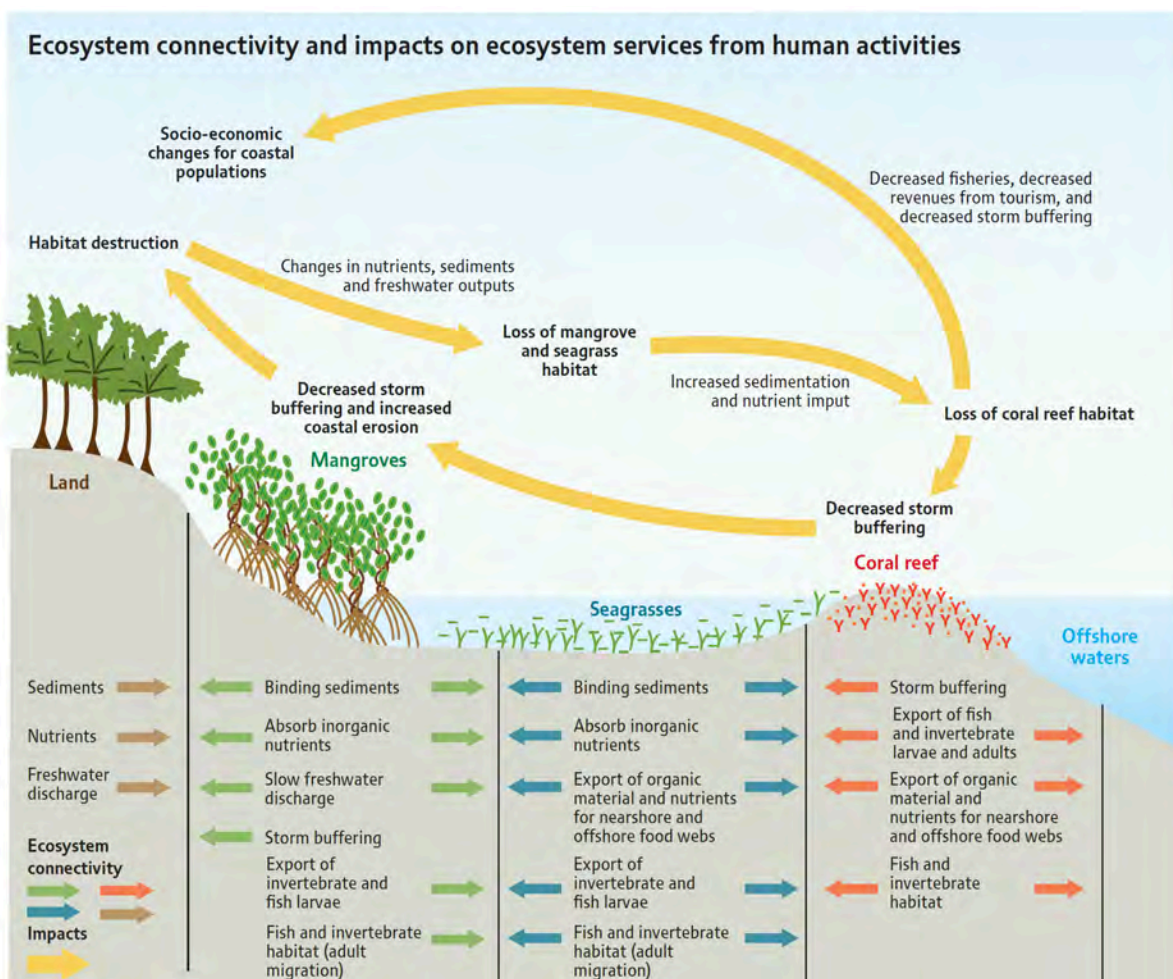 Ecosystem connectivity and impacts on ecosystem services from human activities
Socio-economic
changes for coastal
populations
Decreased fisheries, decreased
revenues from tourism, and
decreased storm buffering
Habitat destruction
Changes in nutrients, sediments
and freshwater outputs
Loss of mangrove
and seagrass
habitat
Increased sedimentation
and nutrient imput
Loss of coral reef habitat
Decreased storm
buffering and increased
coastal erosion
Decreased storm
buffering
Land
Mangroves
Seagrasses
Coral reef
Offshore
waters
Sediments
Nutrients
Freshwater
discharge
Ecosystem
connectivity
Impacts
Binding sediments
Absorb inorganic
nutrients
Slow freshwater
discharge
Storm buffering
Export of
invertebrate and
fish larvae
Fish and invertebrate
habitat (adult
migration)
Binding sediments
Absorb inorganic
nutrients
Export of organic
material and nutrients
for nearshore and
offshore food webs
Export of
invertebrate and
fish larvae
Fish and invertebrate
habitat (adult
migration)
Storm buffering
Export of fish
and invertebrate
larvae and adults
Export of organic
material and
nutrients for nearshore
and offshore food webs
Fish and
invertebrate
habitat